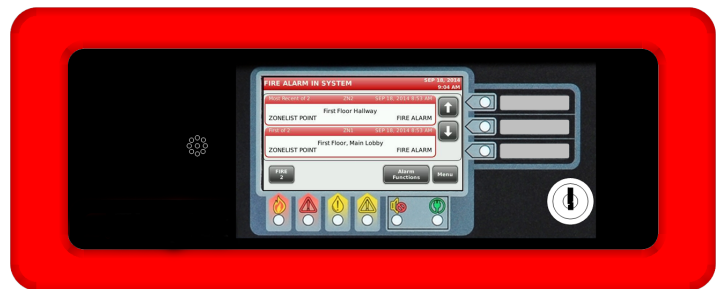 FIRE ALARM IN SYSTEM
SEP 18, 2014
9:04 AM
Most Recent of 2 ZN2 SEP 18, 2014 8:53 AM
First Floor Hallway
ZONELIST POINT FIRE ALARM
First of 2 ZN1 SEP 18, 2014 8:53 AM
First Floor, Main Lobby
ZONELIST POINT FIRE ALARM
FIRE
2
Alarm
Functions
Menu